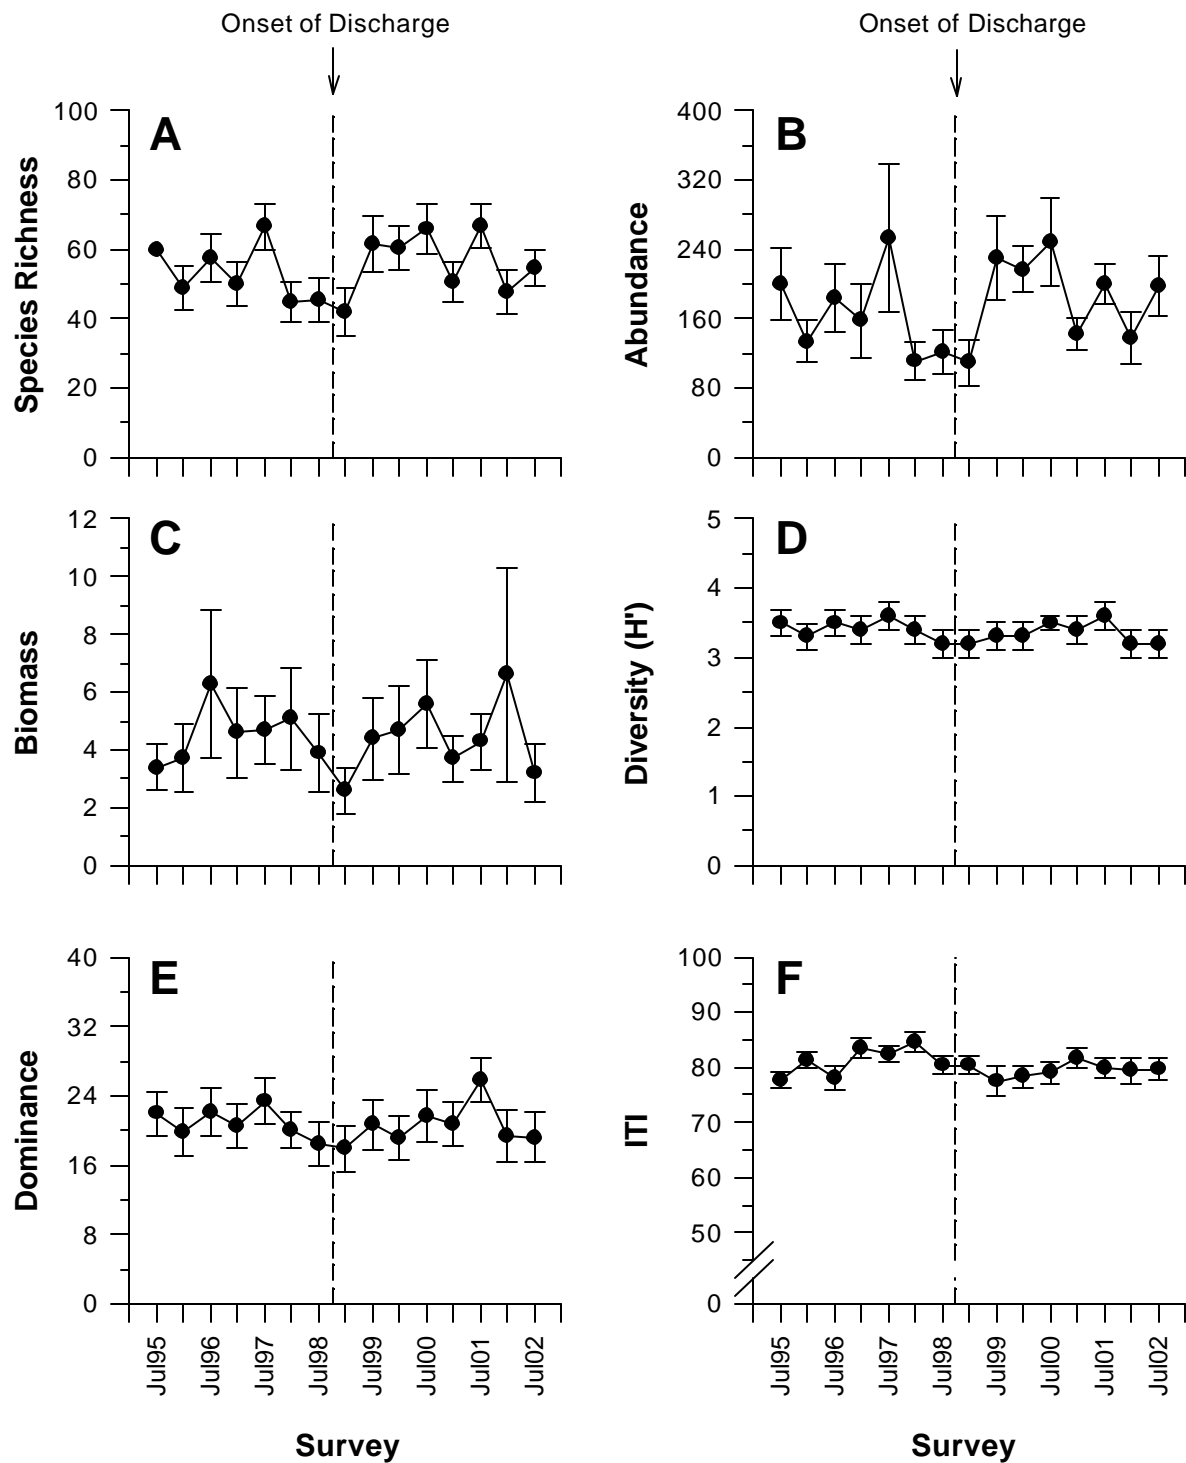 Onset of Discharge
Onset of Discharge
A
Species Richness
100
80
60
40
20
0
B
Abundance
400
320
240
160
80
0
C
Biomass
12
10
8
6
4
2
0
D
Diversity (H')
5
4
3
2
1
0
E
Dominance
40
32
24
16
8
0
Jul95
Jul96
Jul97
Jul98
Jul99
Jul00
Jul01
Jul02
Survey
F
ITI
100
90
80
70
60
50
0
Jul95
Jul96
Jul97
Jul98
Jul99
Jul00
Jul01
Jul02
Survey